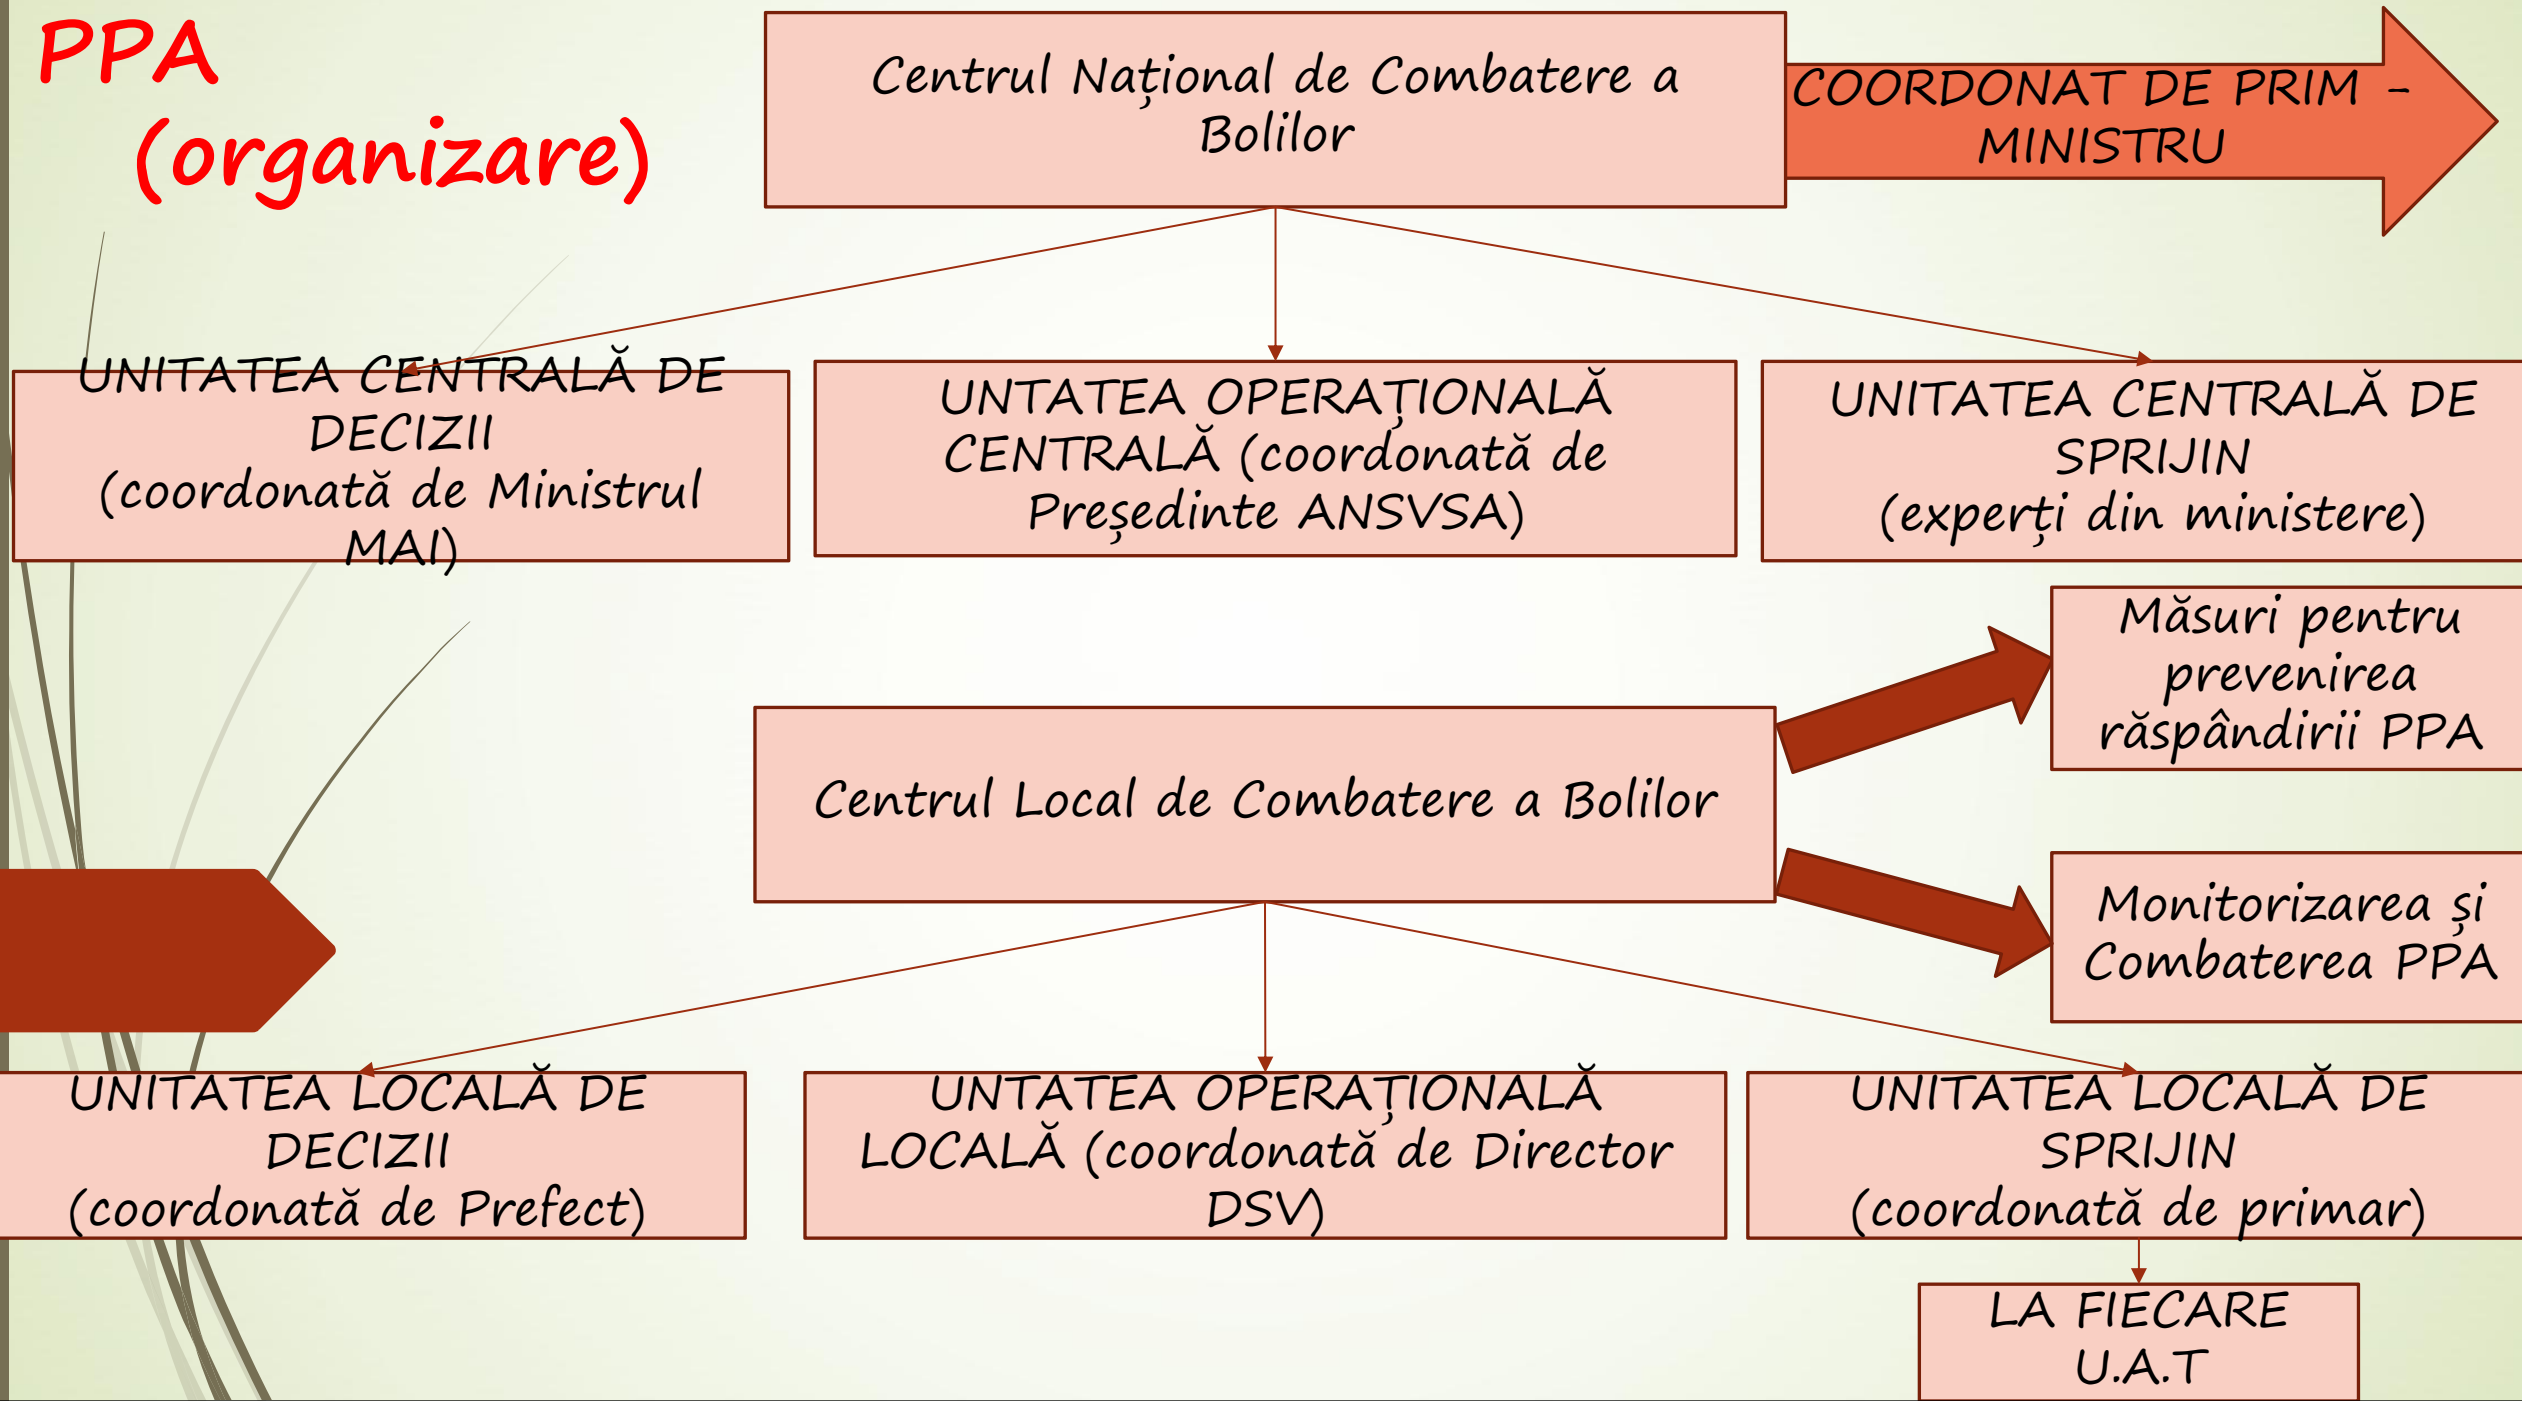 PPA
(organizare)
Centrul Național de Combatere a
Bolilor
COORDONAT DE PRIM -
MINISTRU
UNITATEA CENTRALĂ DE
DECIZII
(coordonată de Ministrul
MAI)
UNTATEA OPERAȚIONALĂ
CENTRALĂ (coordonată de
Președinte ANSVSA)
UNITATEA CENTRALĂ DE
SPRIJIN
(experți din ministere)
Măsuri pentru
prevenirea
răspândirii PPA
Centrul Local de Combatere a Bolilor
Monitorizarea și
Combaterea PPA
UNITATEA LOCALĂ DE
DECIZII
(coordonată de Prefect)
UNTATEA OPERAȚIONALĂ
LOCALĂ (coordonată de Director
DSV)
UNITATEA LOCALĂ DE
SPRIJIN
(coordonată de primar)
LA FIECARE
U.A.T